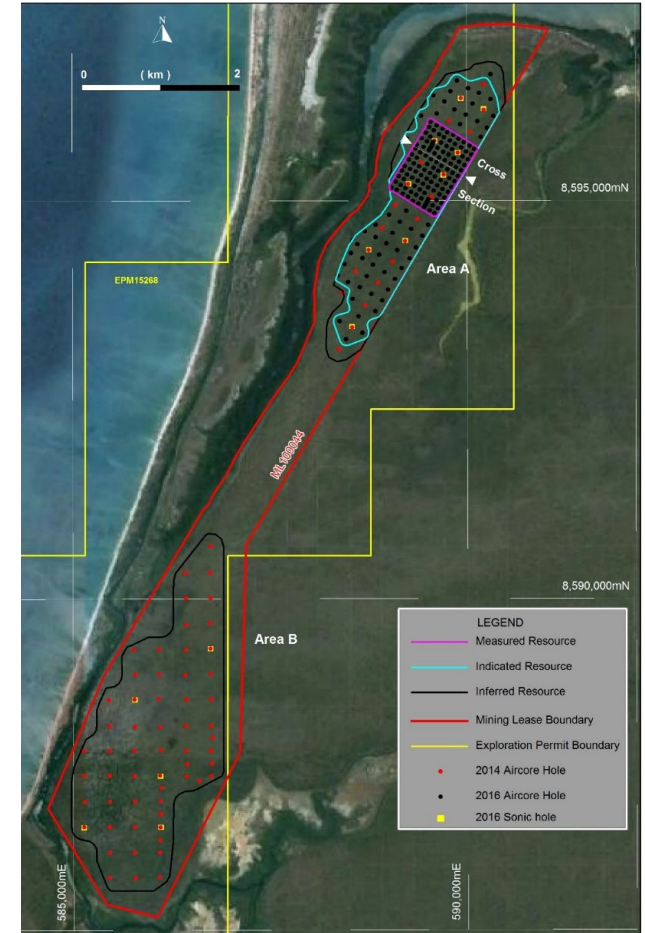 N
0 ( km ) 2
Cross
Section
8,595,000mN
Area A
EPM15268
ML100044
8,590,000mN
Area B
LEGEND
Measured Resource
Indicated Resource
Inferred Resource
Mining Lease Boundary
Exploration Permit Boundary
2014 Aircore Hole
2016 Aircore Hole
2016 Sonic hole
585,000mE
590,000mE